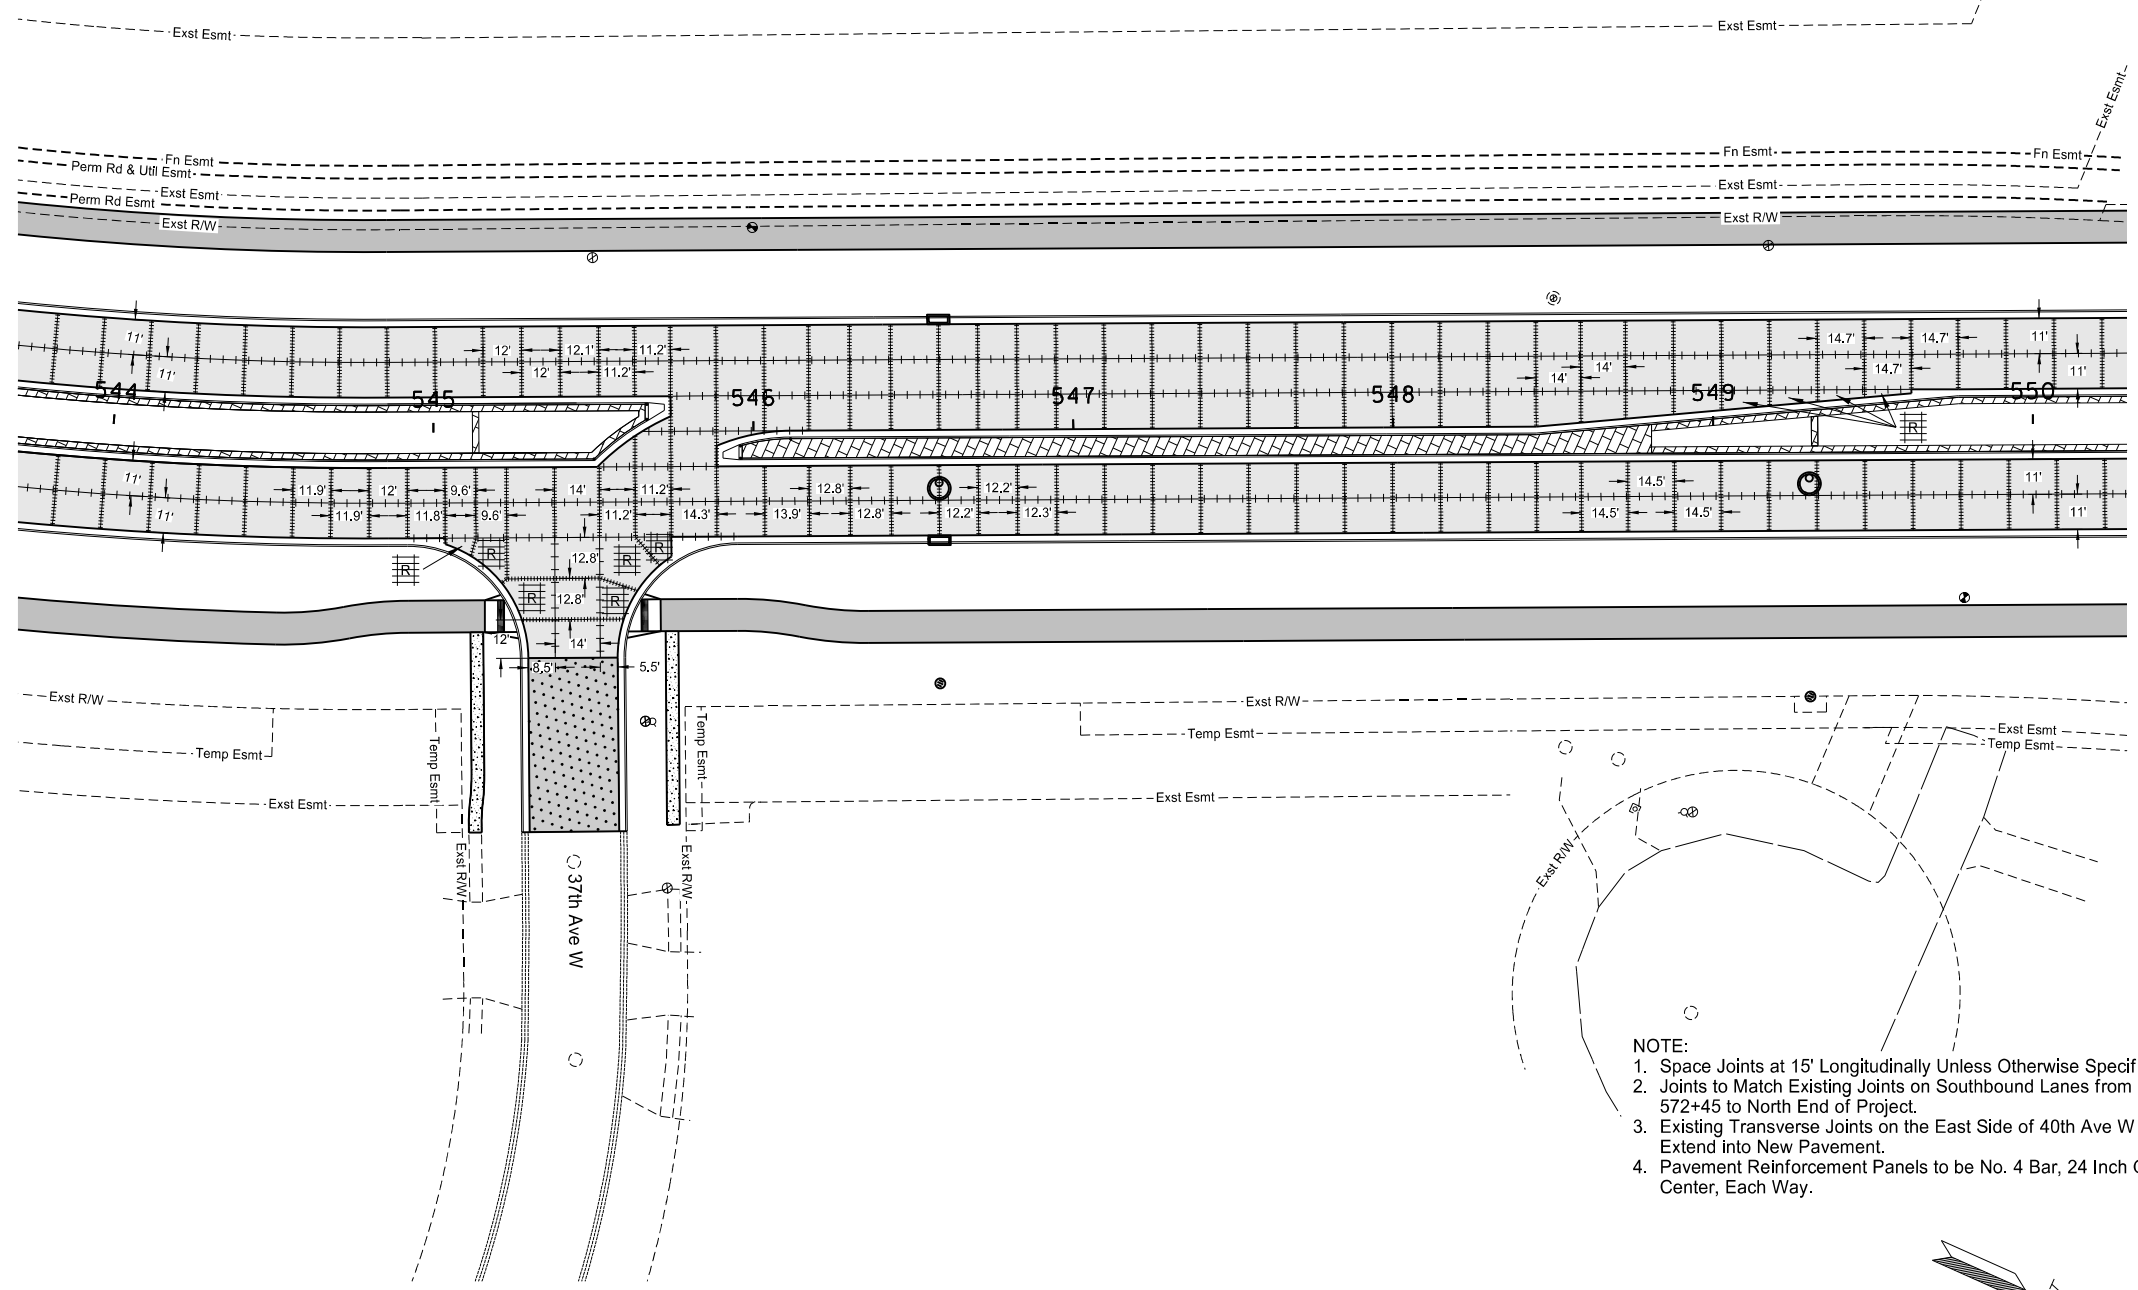 Exst Esmt
Exst Esmt
Exst Esmt
Fn Esmt
Fn Esmt
Fn Esmt
Perm Rd & Util Esmt
Exst Esmt
Exst Esmt
Perm Rd Esmt
Exst R/W
Exst R/W
11'
11'
12'
12.1'
11.2'
12'
11.2'
14'
14'
14.7'
14.7'
14.7'
11'
11'
544
545
546
547
548
549
550
R
11'
11'
11.9'
12'
9.6'
14'
11.2'
12.8'
12.2'
14.5'
11'
11.9'
11.8'
9.6'
11.2'
14.3'
13.9'
12.8'
12.2'
12.3'
14.5'
14.5'
11'
R
R
R
R
12.8'
R
12.8'
R
12'
14'
8.5'
5.5'
Exst R/W
Exst R/W
Temp Esmt
Temp Esmt
Temp Esmt
Temp Esmt
Exst Esmt
Temp Esmt
Exst Esmt
Exst Esmt
Exst R/W
Exst R/W
Exst R/W
37th Ave W
NOTE:
1. Space Joints at 15' Longitudinally Unless Otherwise Specif
2. Joints to Match Existing Joints on Southbound Lanes from
572+45 to North End of Project.
3. Existing Transverse Joints on the East Side of 40th Ave W
Extend into New Pavement.
4. Pavement Reinforcement Panels to be No. 4 Bar, 24 Inch
Center, Each Way.